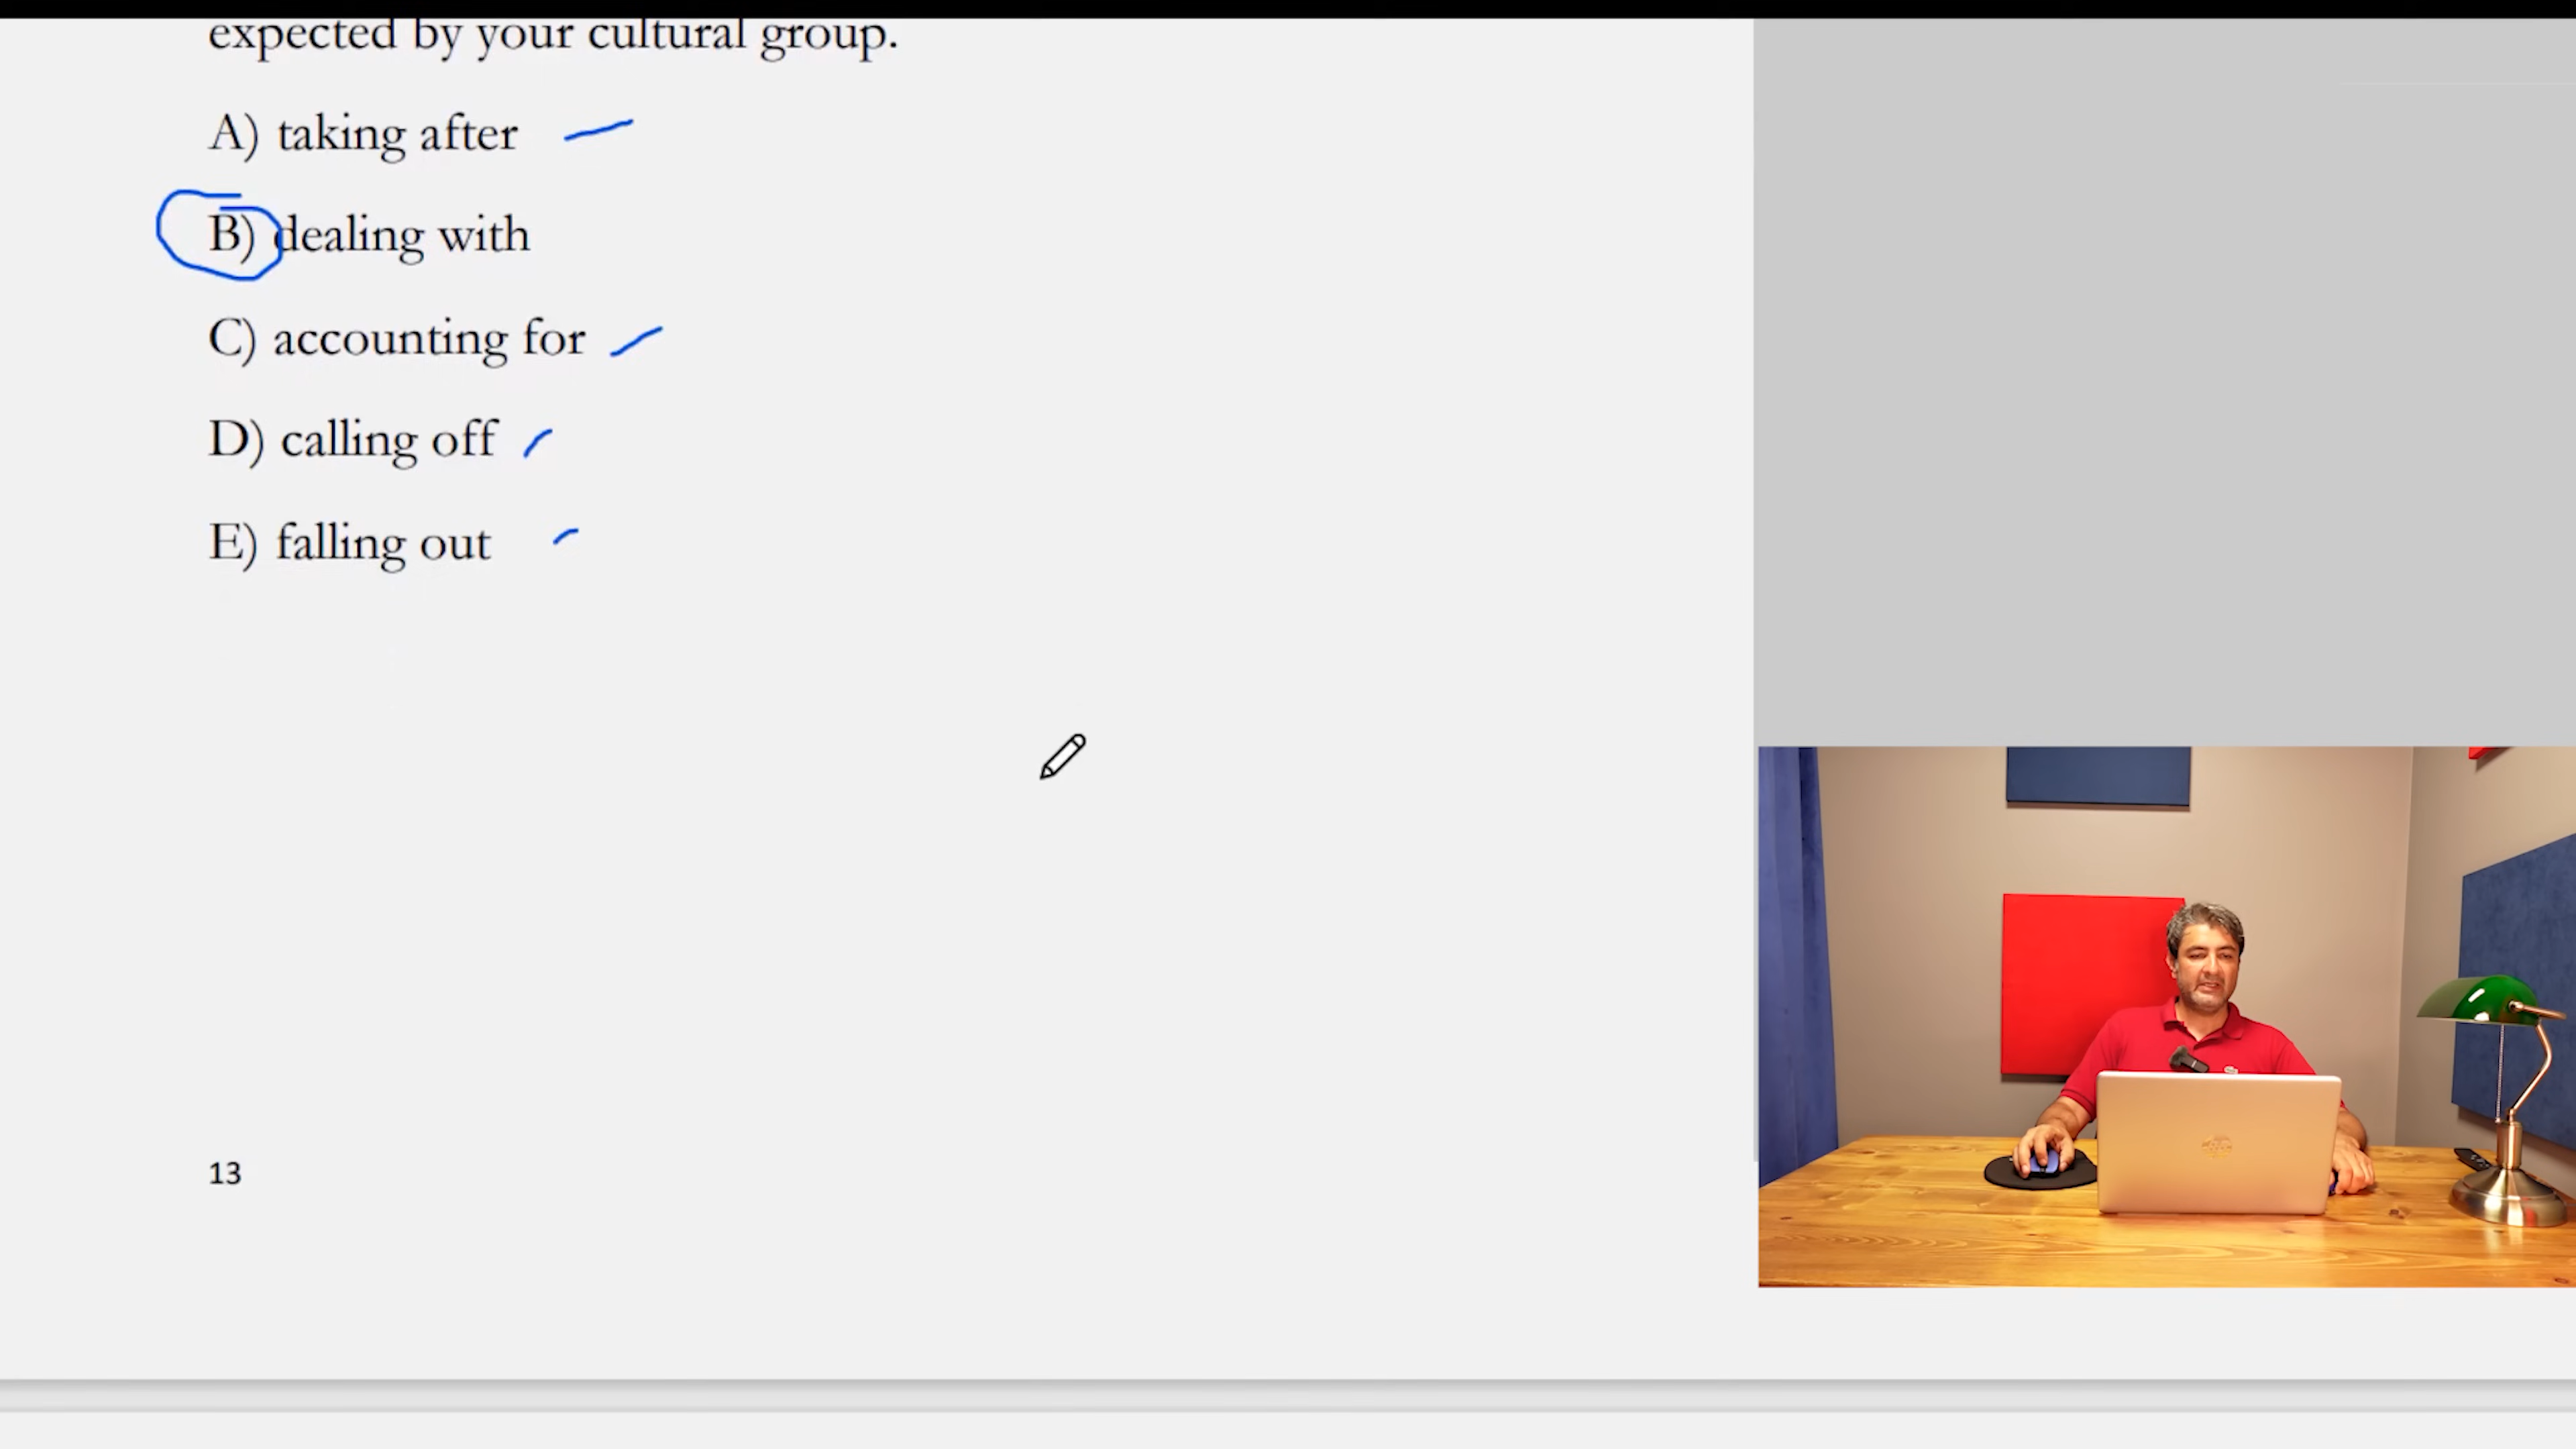 expected by your cultural group.
A) taking after
B) dealing with
C) accounting for
D) calling off
E) falling out
13